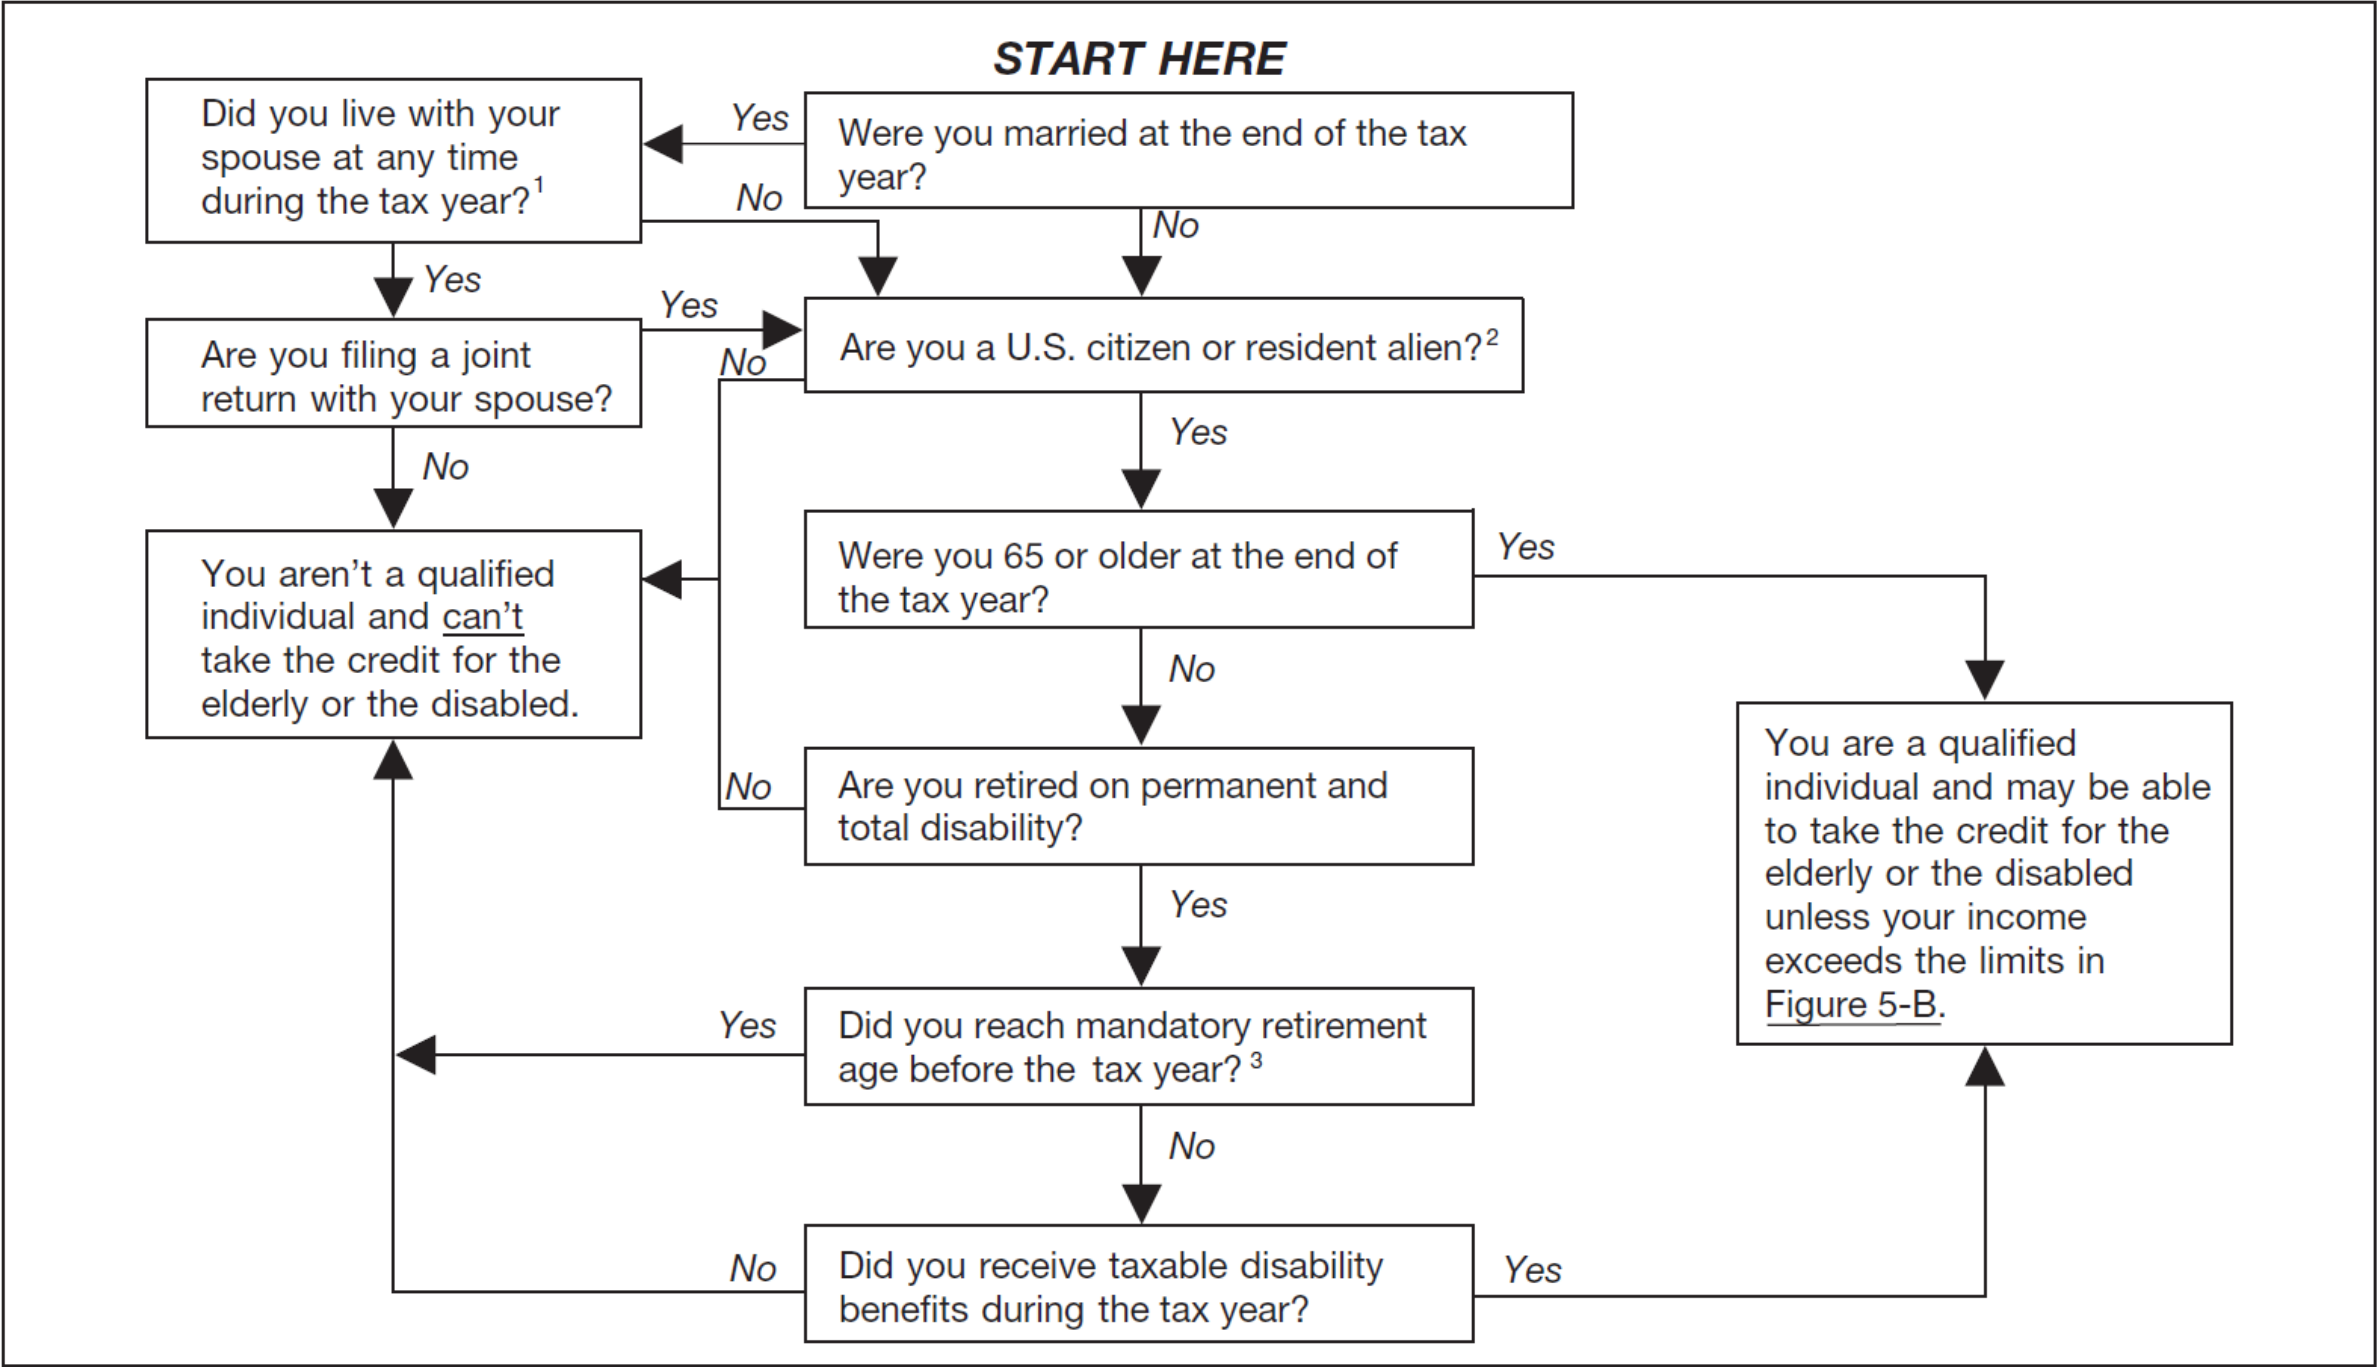 START HERE
Were you married at the end of the tax
year?
Yes
No
Did you live with your
spouse at any time
during the tax year?1
No
Yes
Are you filing a joint
return with your spouse?
Yes
No
Are you a U.S. citizen or resident alien?2
No
Yes
You aren't a qualified
individual and can't
take the credit for the
elderly or the disabled.
Were you 65 or older at the end of
the tax year?
Yes
No
Are you retired on permanent and
total disability?
No
Yes
You are a qualified
individual and may be able
to take the credit for the
elderly or the disabled
unless your income
exceeds the limits in
Figure 5-B.
Did you reach mandatory retirement
age before the tax year? 3
Yes
No
Did you receive taxable disability
benefits during the tax year?
No
Yes